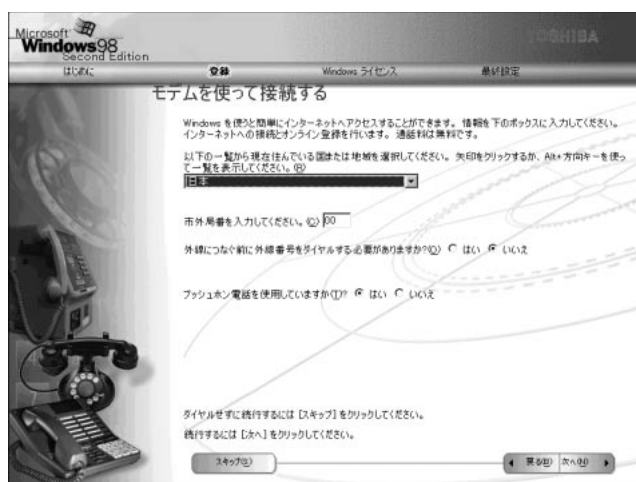 Microsoft
Windows98
Second Edition
TOSHIBA
はじめに 登録 Windows ライセンス 最終設定
モデムを使って接続する
Windows を使うと簡単にインターネットへアクセスすることができます。 情報を下のボックスに入力してください。
インターネットへの接続とオンライン登録を行います。 通話料は無料です。
以下の一覧から現在住んでいる国または地域を選択してください。 矢印をクリックするか、Alt+方向キーを使っ
て一覧を表示してください。(R)
日本
市外局番を入力してください。(C) 00
外線につなぐ前に外線番号をダイヤルする必要がありますか?(O) はい いいえ
プッシュホン電話を使用していますか(T)? はい いいえ
ダイヤルせずに続行するには [スキップ] をクリックしてください。
続行するには [次へ] をクリックしてください。
スキップ(S) 戻る(B) 次へ(N)